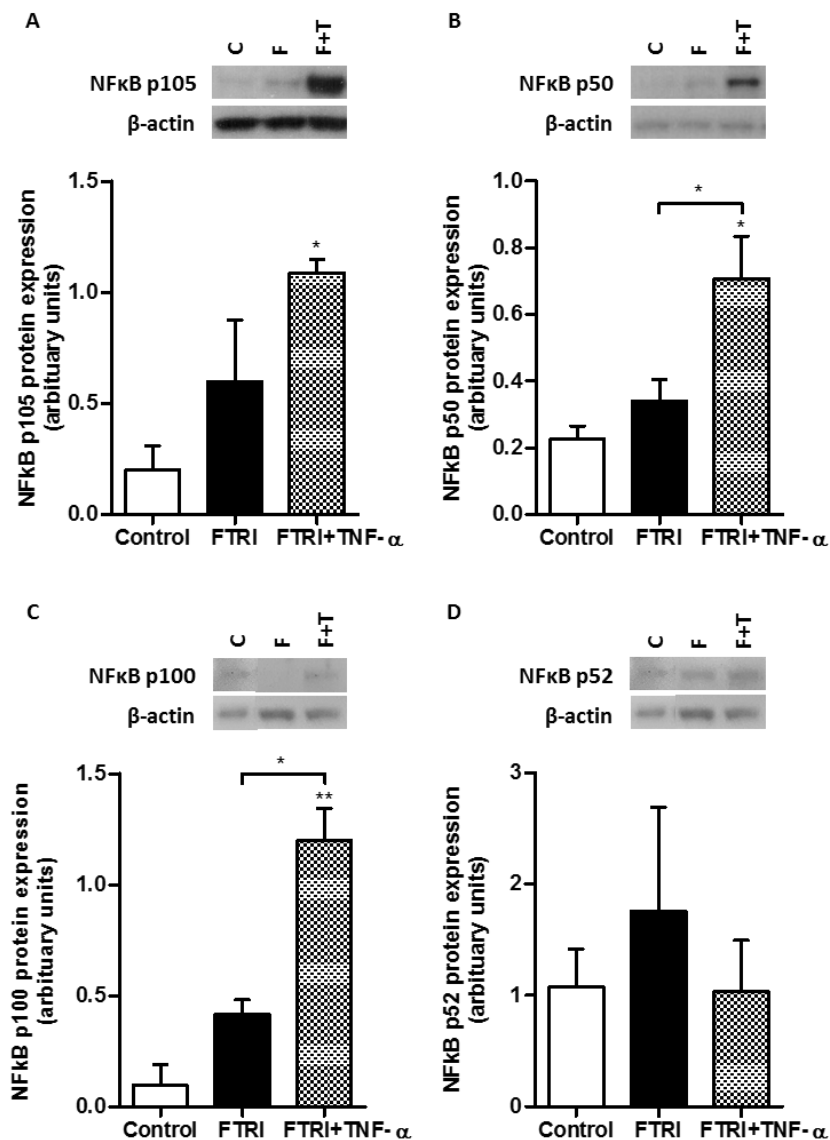 A
C F F+T
NFκB p105
β-actin
NFkB p105 protein expression
(arbituary units)
1.5
*
1.0
0.5
0.0
Control FTRI FTRI+TNF- α
B
C F F+T
NFκB p50
β-actin
NFkB p50 protein expression
(arbituary units)
1.0
*
0.8
*
0.6
0.4
0.2
0.0
Control FTRI FTRI+TNF- α
C
C F F+T
NFκB p100
β-actin
NFkB p100 protein expression
(arbituary units)
1.5
*
**
1.0
0.5
0.0
Control FTRI FTRI+TNF- α
D
C F F+T
NFκB p52
β-actin
NFkB p52 protein expression
(arbituary units)
3
2
1
0
Control FTRI FTRI+TNF- α